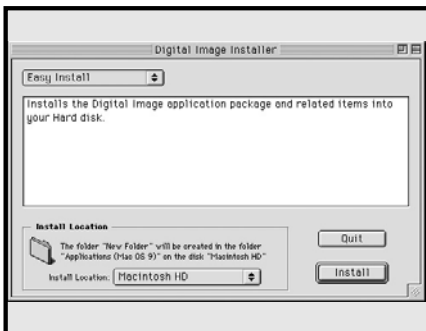 Digital Image Installer
Easy Install
Installs the Digital Image application package and related items into
your Hard disk.
Install Location
The folder "New Folder" will be created in the folder
"Applications (Mac OS 9)" on the disk "Macintosh HD"
Install Location: Macintosh HD
Quit
Install